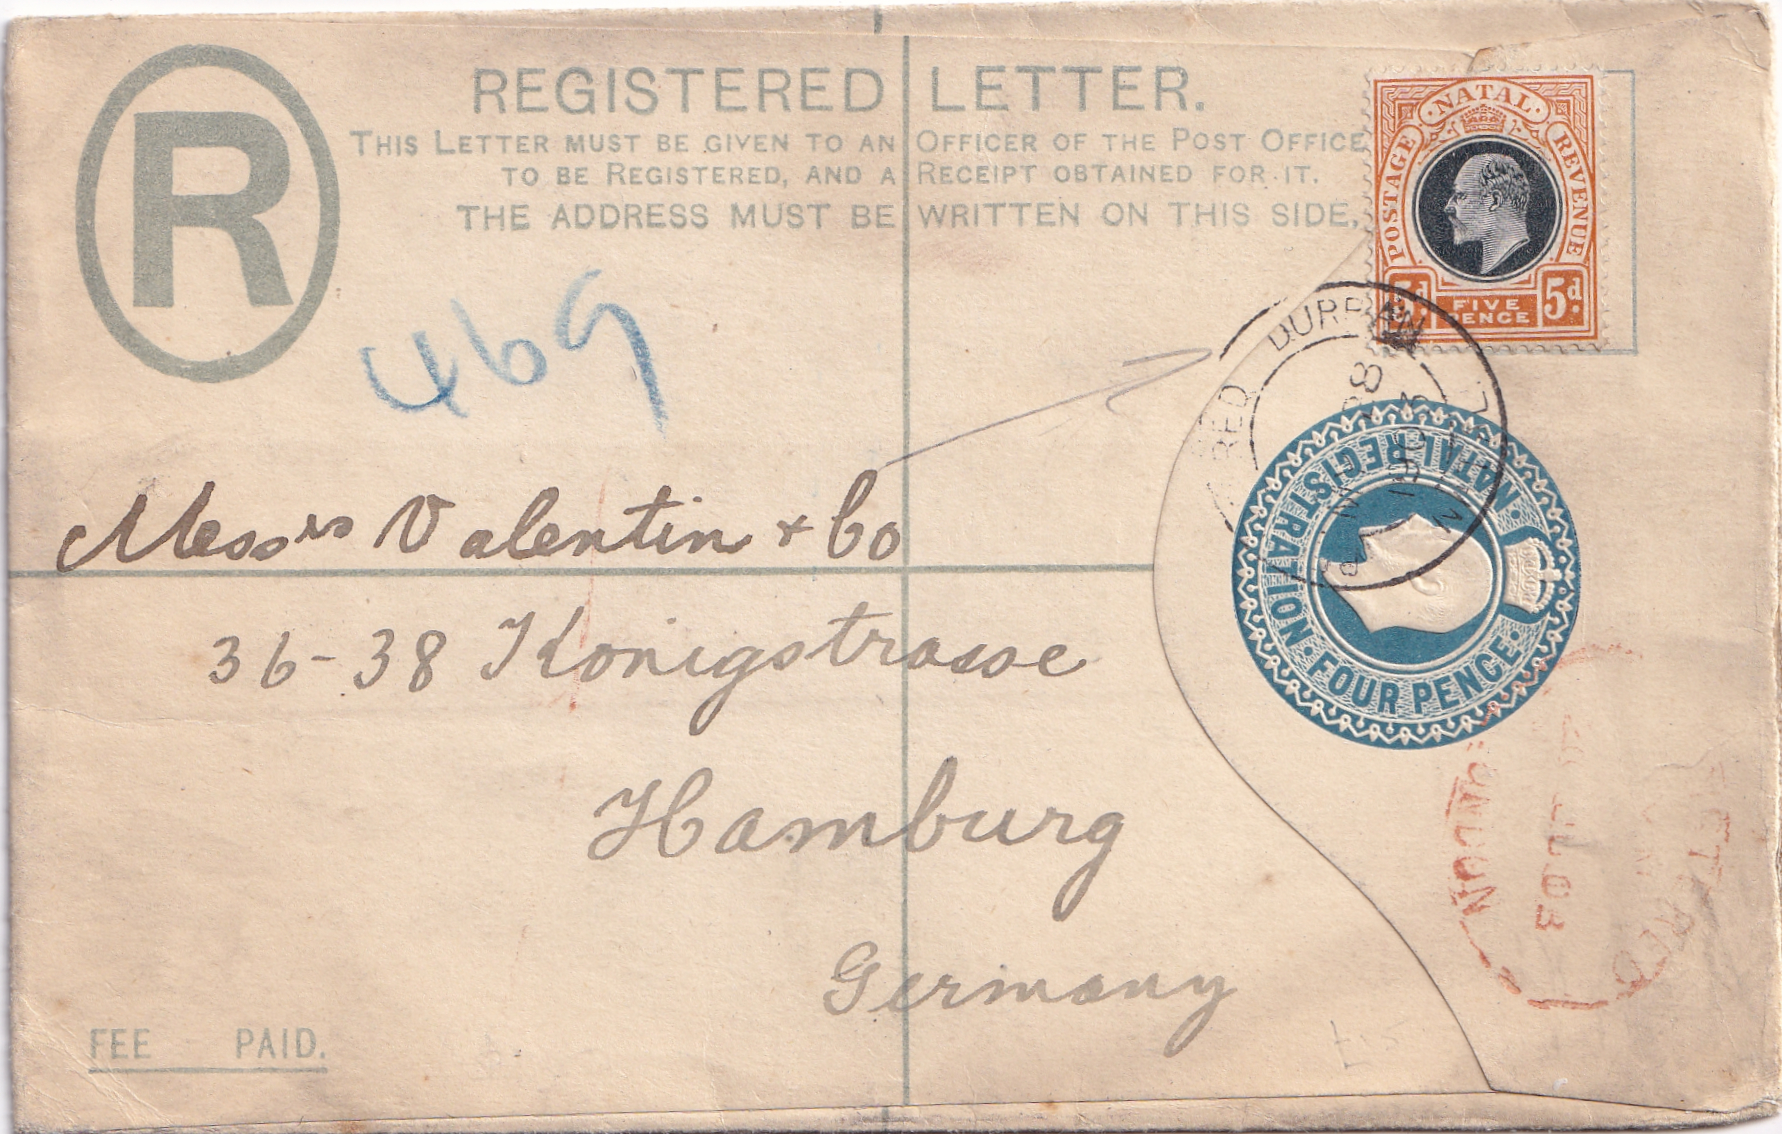 REGISTERED LETTER.
THIS LETTER MUST BE GIVEN TO AN OFFICER OF THE POST OFFICE
TO BE REGISTERED, AND A RECEIPT OBTAINED FOR IT.
THE ADDRESS MUST BE WRITTEN ON THIS SIDE.
R
NATAL
POSTAGE
REVENUE
5d 5d
FIVE
PENCE
469
DURBAN
NATAL REGISTRATION
FOUR PENCE
Messrs Valentin + Co
36-38 Konigstrasse
Hamburg
Germany
LONDON
FEE PAID.